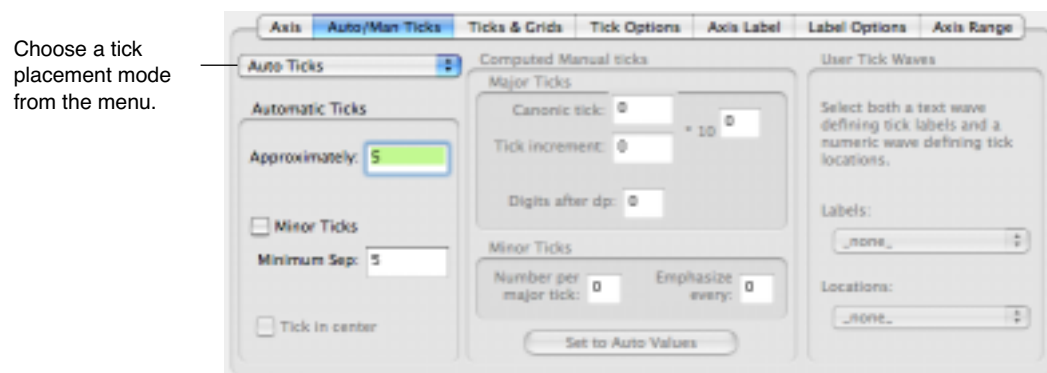 Choose a tick
placement mode
from the menu.
Axis Auto/Man Ticks Ticks & Grids Tick Options Axis Label Label Options Axis Range
Auto Ticks
Automatic Ticks
Approximately: 5
Minor Ticks
Minimum Sep: 5
Tick in center
Computed Manual ticks
Major Ticks
Canonic tick: 0
* 10 0
Tick increment: 0
Digits after dp: 0
Minor Ticks
Number per
major tick: 0
Emphasize
every: 0
Set to Auto Values
User Tick Waves
Select both a text wave
defining tick labels and a
numeric wave defining tick
locations.
Labels:
_none_
Locations:
_none_